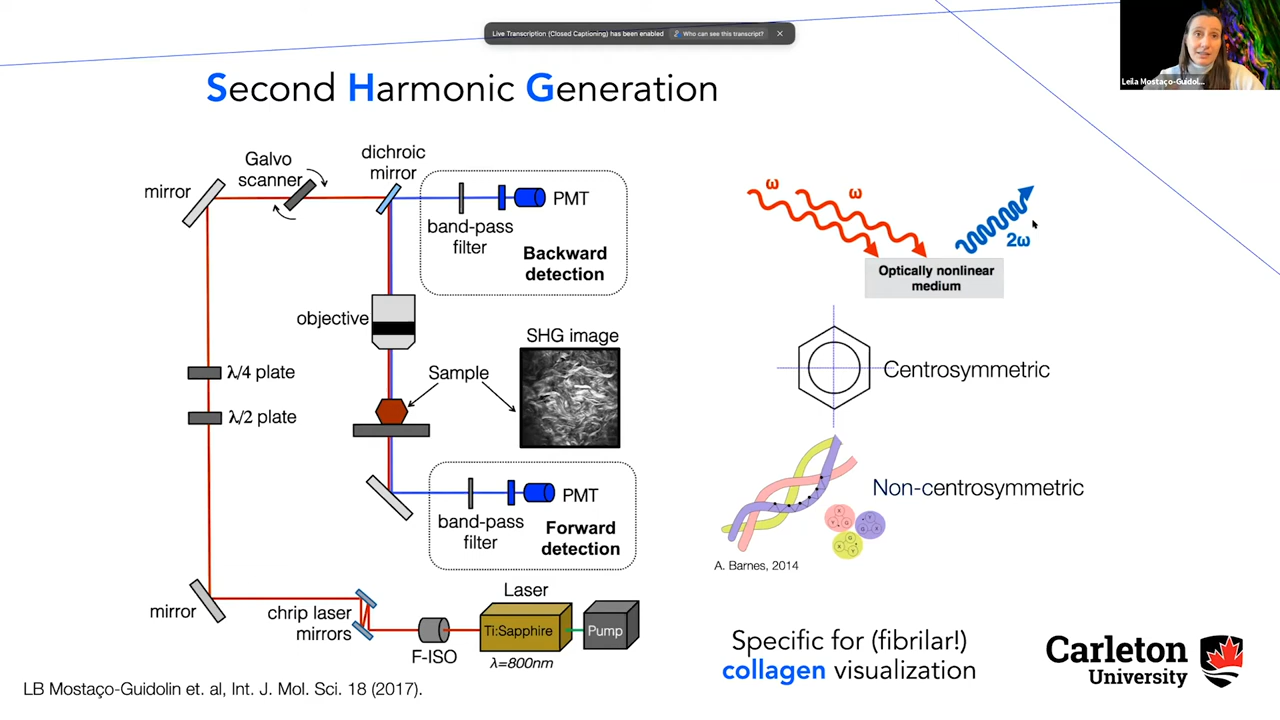 Live Transcription (Closed Captioning) has been enabled
Who can see this transcript?
Leila Mostaço-Guidol...
Second Harmonic Generation
Galvo
scanner
dichroic
mirror
mirror
PMT
band-pass
filter
Backward
detection
objective
SHG image
λ/4 plate
λ/2 plate
Sample
PMT
band-pass
filter
Forward
detection
mirror
chrip laser
mirrors
F-ISO
Laser
Ti:Sapphire
λ=800nm
Pump
ω
ω
2ω
Optically nonlinear
medium
Centrosymmetric
Non-centrosymmetric
A. Barnes, 2014
Specific for (fibrilar!)
collagen visualization
Carleton
University
LB Mostaço-Guidolin et. al, Int. J. Mol. Sci. 18 (2017).